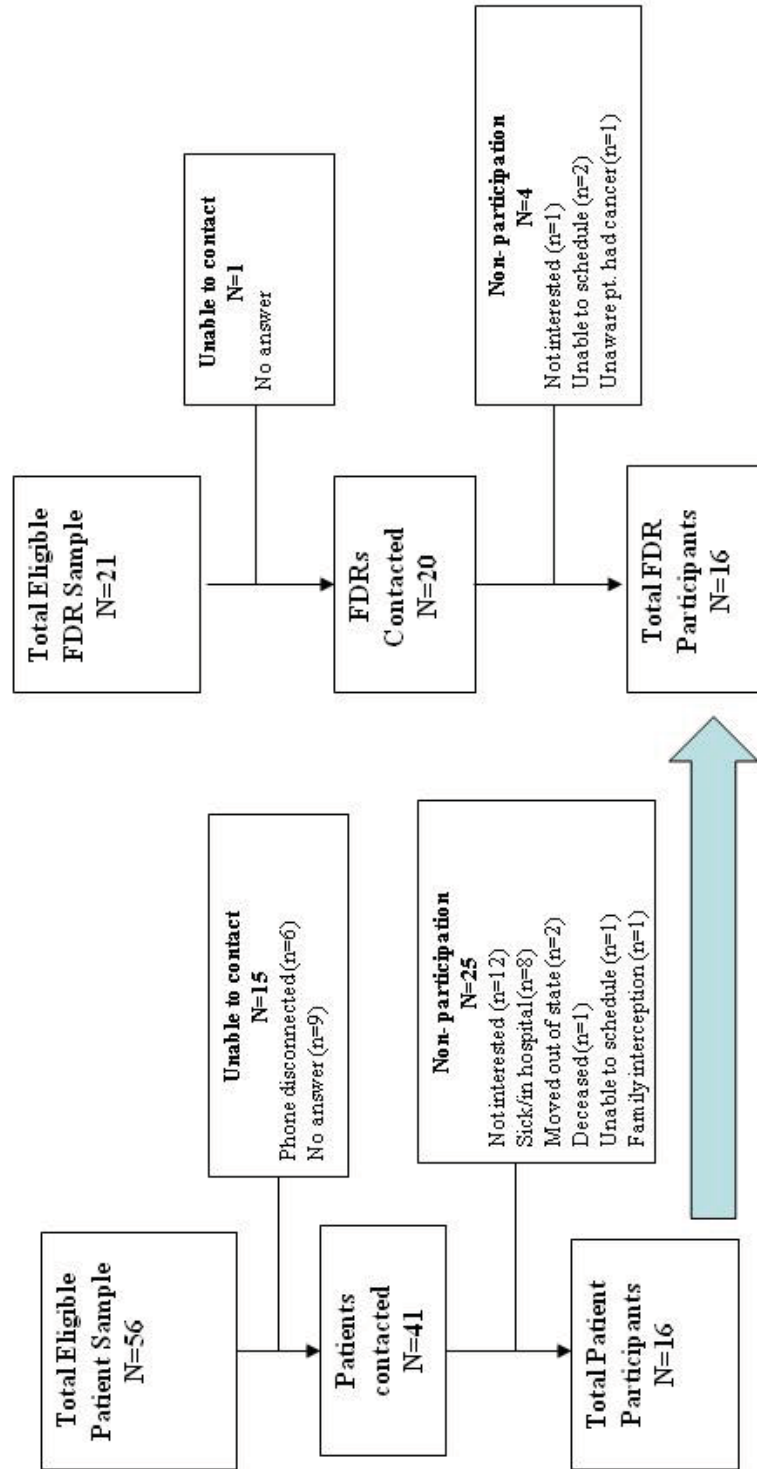 Total Eligible
Patient Sample
N=56
Unable to contact
N=15
Phone disconnected (n=6)
No answer (n=9)
Patients
contacted
N=41
Non-participation
N=25
Not interested (n=12)
Sick/in hospital (n=8)
Moved out of state (n=2)
Deceased (n=1)
Unable to schedule (n=1)
Family interception (n=1)
Total Patient
Participants
N=16
Total Eligible
FDR Sample
N=21
Unable to contact
N=1
No answer
FDRs
Contacted
N=20
Non-participation
N=4
Not interested (n=1)
Unable to schedule (n=2)
Unaware pt. had cancer (n=1)
Total FDR
Participants
N=16